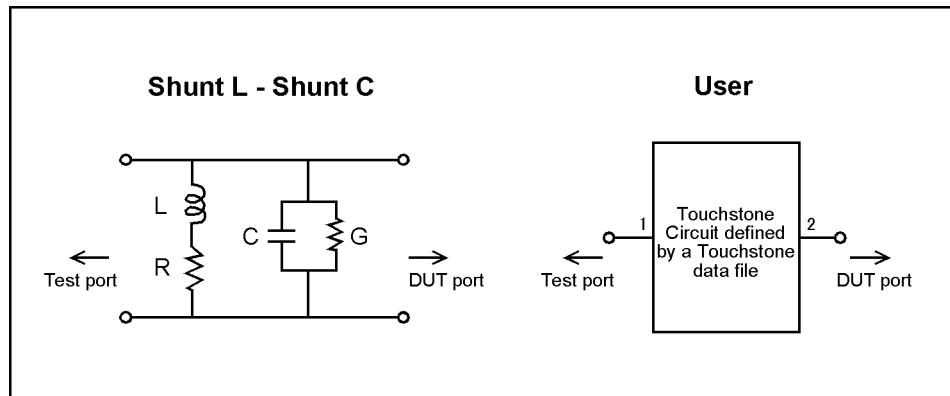 Shunt L - Shunt C
L
R
C
G
Test port
DUT port
User
1
Touchstone
Circuit defined
by a Touchstone
data file
2
Test port
DUT port